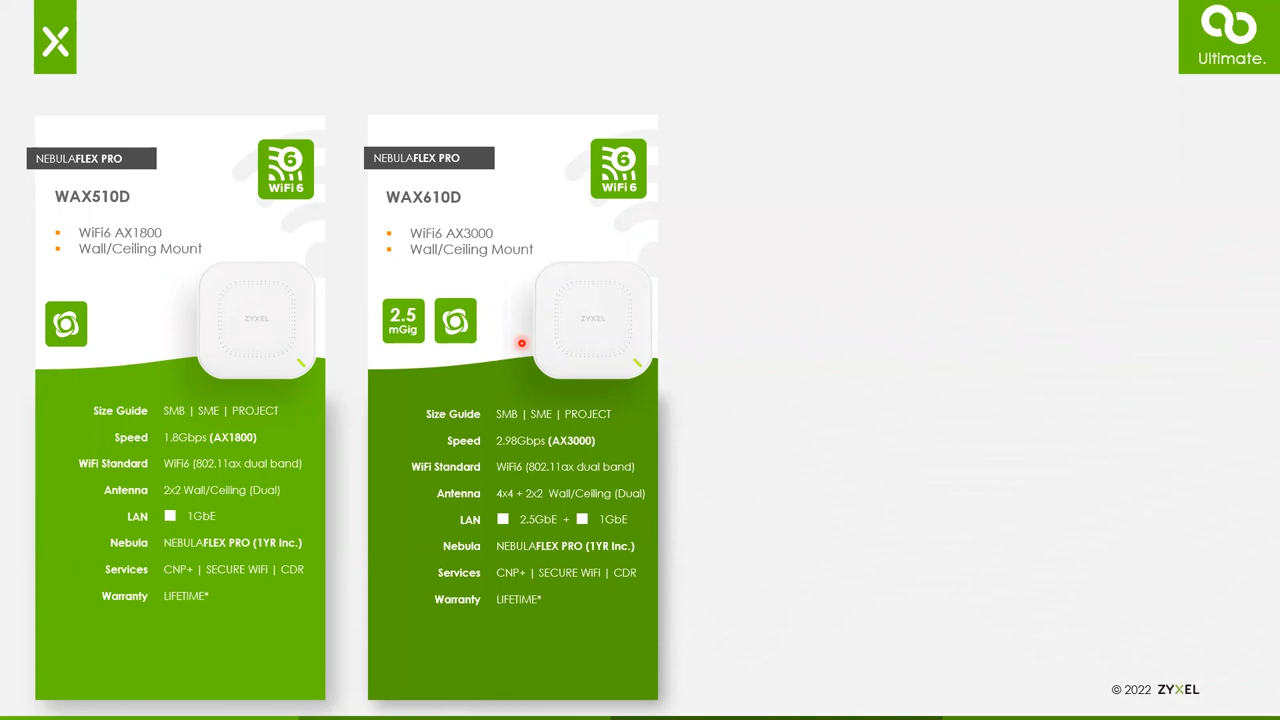 Ultimate.
NEBULAFLEX PRO
6
WiFi 6
WAX510D
WiFi6 AX1800
Wall/Ceiling Mount
ZYXEL
Size Guide SMB | SME | PROJECT
Speed 1.8Gbps (AX1800)
WiFi Standard WiFi6 (802.11ax dual band)
Antenna 2x2 Wall/Ceiling (Dual)
LAN 1GbE
Nebula NEBULAFLEX PRO (1YR Inc.)
Services CNP+ | SECURE WiFi | CDR
Warranty LIFETIME*
NEBULAFLEX PRO
6
WiFi 6
WAX610D
WiFi6 AX3000
Wall/Ceiling Mount
2.5
mGig
ZYXEL
Size Guide SMB | SME | PROJECT
Speed 2.98Gbps (AX3000)
WiFi Standard WiFi6 (802.11ax dual band)
Antenna 4x4 + 2x2 Wall/Ceiling (Dual)
LAN 2.5GbE + 1GbE
Nebula NEBULAFLEX PRO (1YR Inc.)
Services CNP+ | SECURE WiFi | CDR
Warranty LIFETIME*
© 2022 ZYXEL